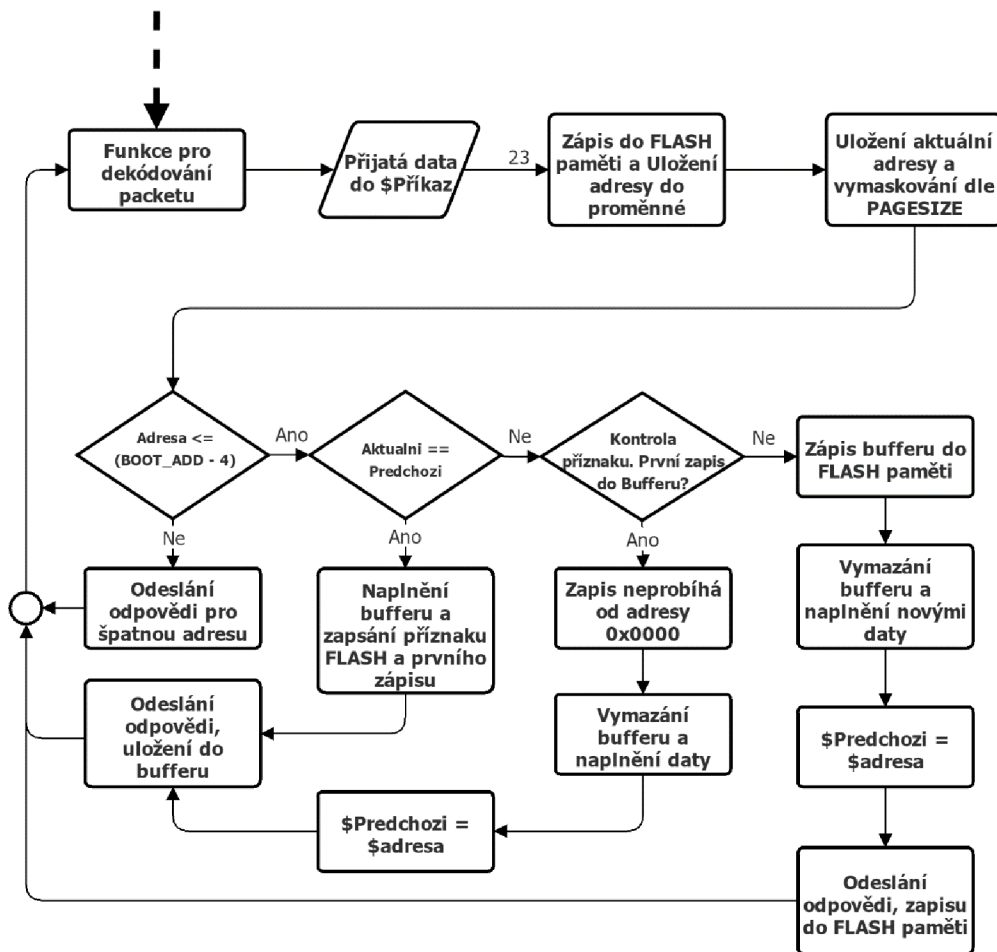 Funkce pro
dekódování
packetu
Přijatá data
do $Příkaz
23
Zápis do FLASH
paměti a Uložení
adresy do
proměnné
Uložení aktuální
adresy a
vymaskování dle
PAGESIZE
Adresa <=
(BOOT_ADD - 4)
Ano
Aktualni ==
Predchozi
Ne
Kontrola
příznaku. První zapis
do Bufferu?
Ne
Zápis bufferu do
FLASH paměti
Ne
Ano
Ano
Odeslání
odpovědi pro
špatnou adresu
Naplnění
bufferu a
zapsání příznaku
FLASH a prvního
zápisu
Zapis neprobíhá
od adresy
0x0000
Vymazání
bufferu a
naplnění novými
daty
Odeslání
odpovědi,
uložení do
bufferu
Vymazání
bufferu a
naplnění daty
$Predchozi =
$adresa
$Predchozi =
$adresa
Odeslání
odpovědi, zapisu
do FLASH paměti